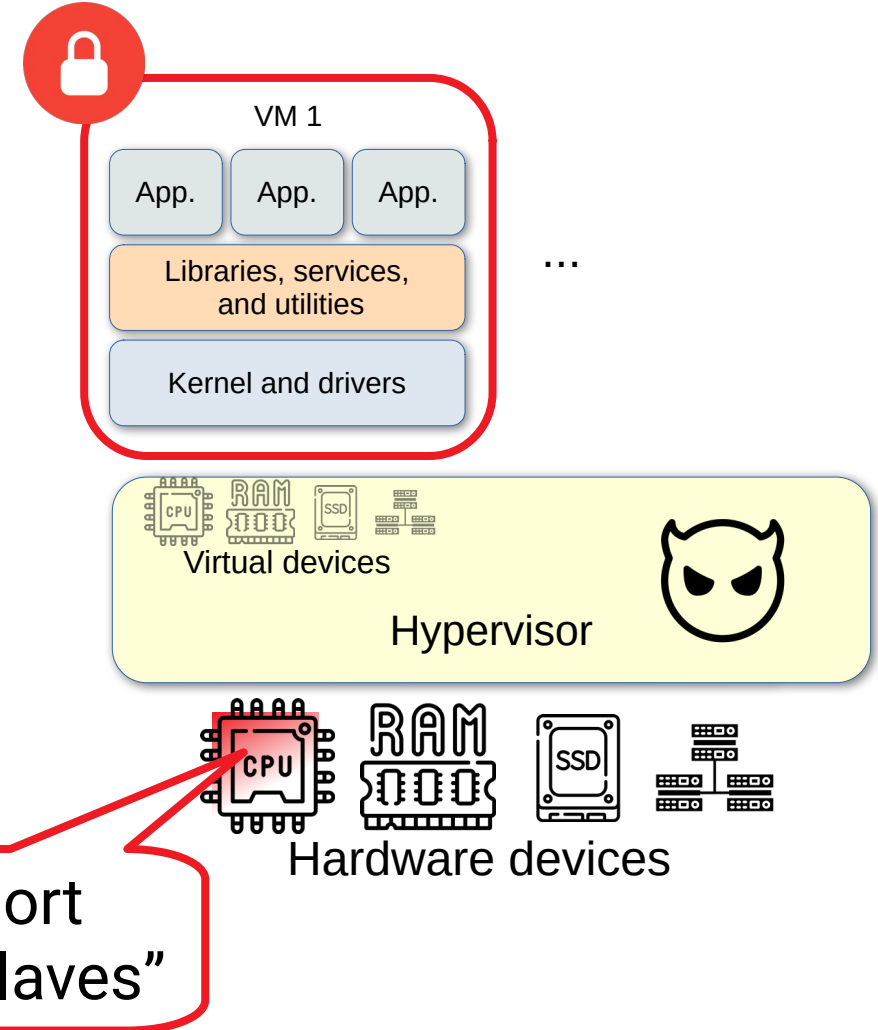 VM 1
App. App. App.
Libraries, services,
and utilities
...
Kernel and drivers
CPU RAM SSD
Virtual devices
Hypervisor
CPU RAM SSD
Hardware devices
ort
laves”